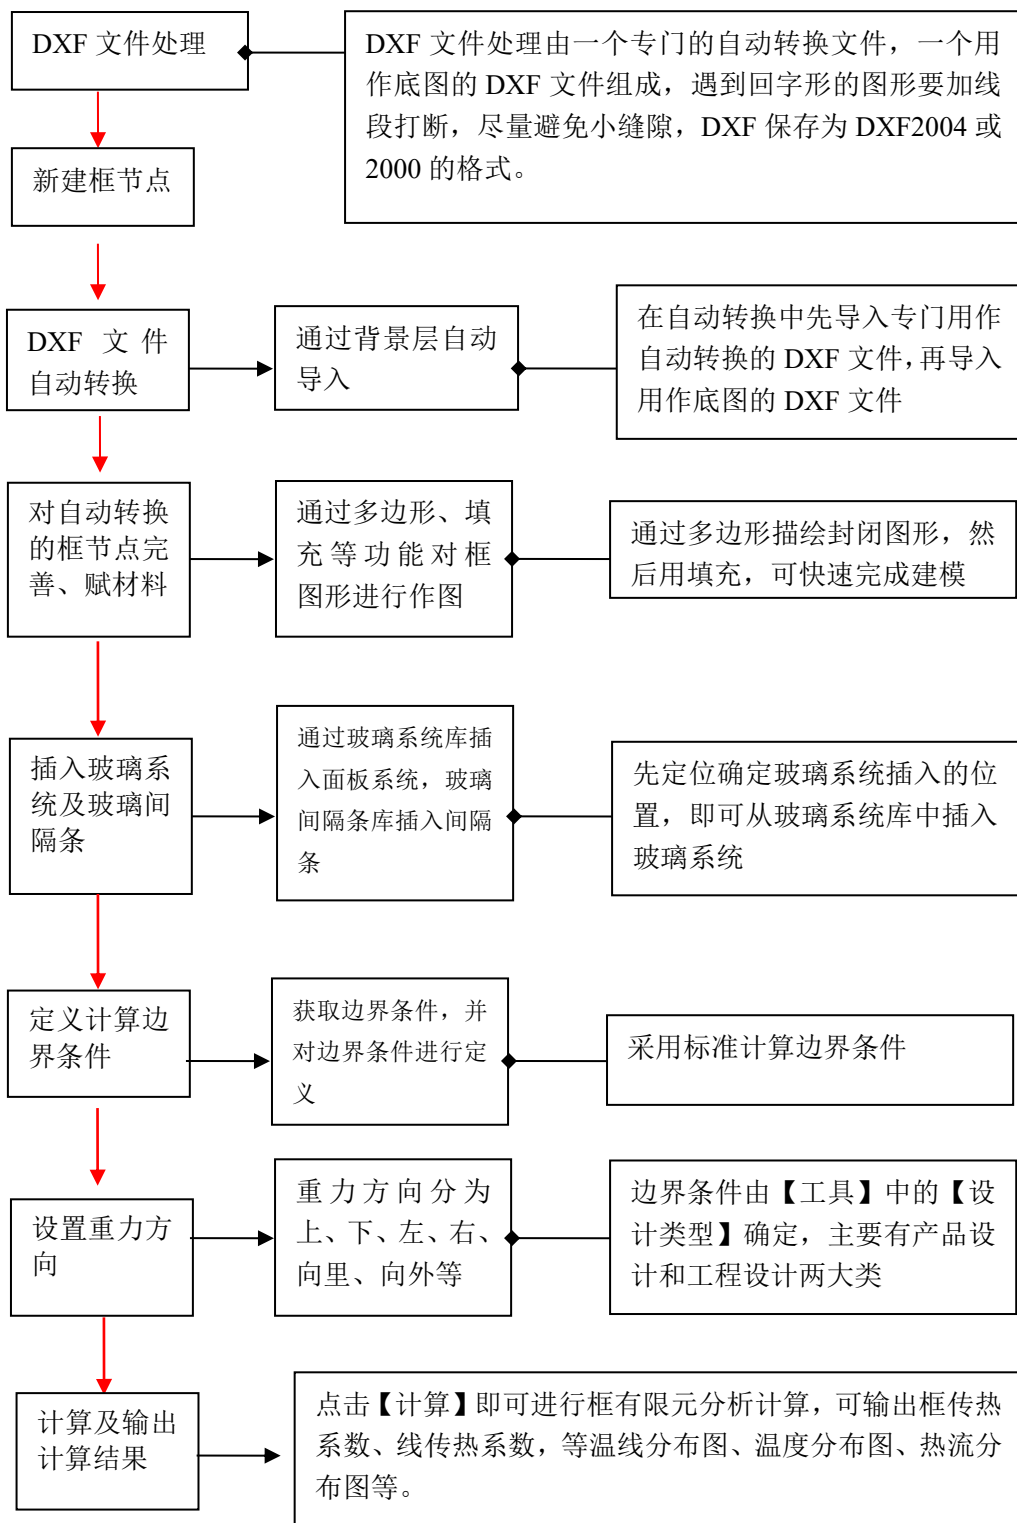 DXF 文件处理
DXF 文件处理由一个专门的自动转换文件，一个用
作底图的 DXF 文件组成，遇到回字形的图形要加线
段打断，尽量避免小缝隙，DXF 保存为 DXF2004 或
2000 的格式。
新建框节点
DXF 文件
自动转换
通过背景层自动
导入
在自动转换中先导入专门用作
自动转换的 DXF 文件，再导入
用作底图的 DXF 文件
对自动转换
的框节点完
善、赋材料
通过多边形、填
充等功能对框
图形进行作图
通过多边形描绘封闭图形，然
后用填充，可快速完成建模
插入玻璃系
统及玻璃间
隔条
通过玻璃系统库插
入面板系统，玻璃
间隔条库插入间隔
条
先定位确定玻璃系统插入的位
置，即可从玻璃系统库中插入
玻璃系统
定义计算边
界条件
获取边界条件，并
对边界条件进行定
义
采用标准计算边界条件
设置重力方
向
重力方向分为
上、下、左、右、
向里、向外等
边界条件由【工具】中的【设
计类型】确定，主要有产品设
计和工程设计两大类
计算及输出
计算结果
点击【计算】即可进行框有限元分析计算，可输出框传热
系数、线传热系数，等温线分布图、温度分布图、热流分
布图等。